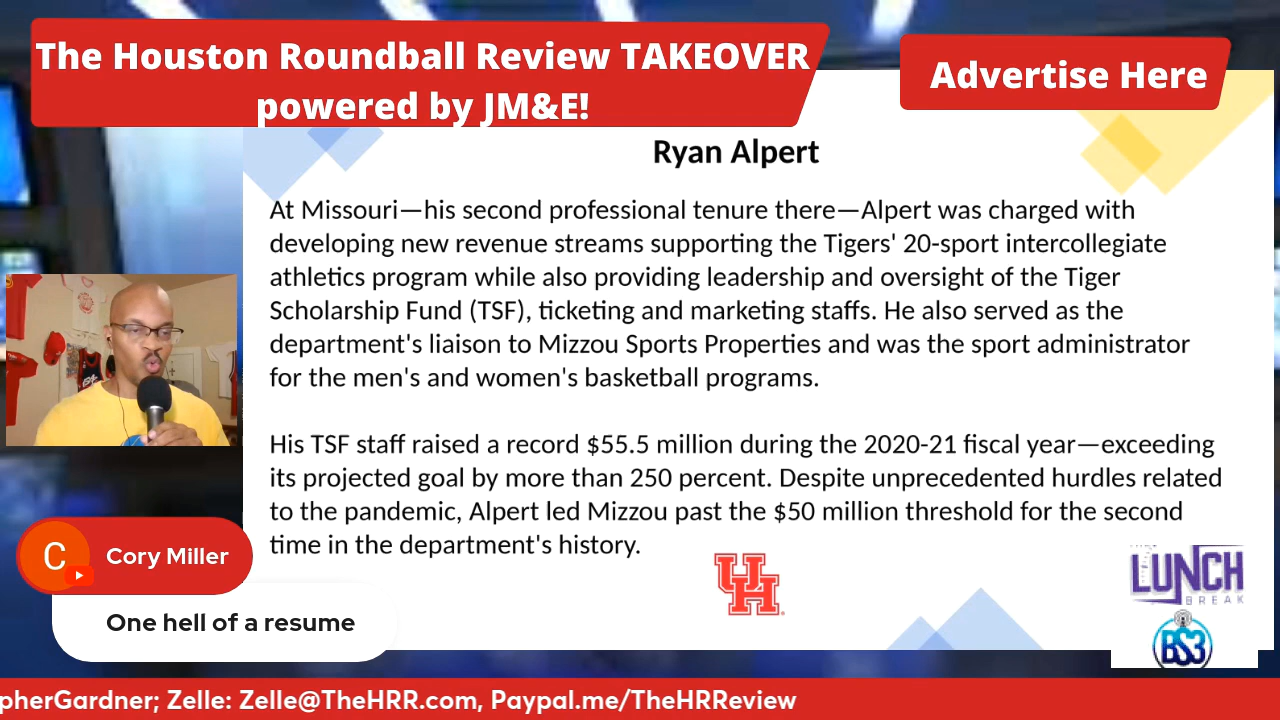 The Houston Roundball Review TAKEOVER
powered by JM&E!
Advertise Here
Ryan Alpert
At Missouri—his second professional tenure there—Alpert was charged with
developing new revenue streams supporting the Tigers' 20-sport intercollegiate
athletics program while also providing leadership and oversight of the Tiger
Scholarship Fund (TSF), ticketing and marketing staffs. He also served as the
department's liaison to Mizzou Sports Properties and was the sport administrator
for the men's and women's basketball programs.
His TSF staff raised a record $55.5 million during the 2020-21 fiscal year—exceeding
its projected goal by more than 250 percent. Despite unprecedented hurdles related
to the pandemic, Alpert led Mizzou past the $50 million threshold for the second
time in the department's history.
C
Cory Miller
One hell of a resume
UH
LUNCH
BREAK
BS3
pherGardner; Zelle: Zelle@TheHRR.com, Paypal.me/TheHRReview